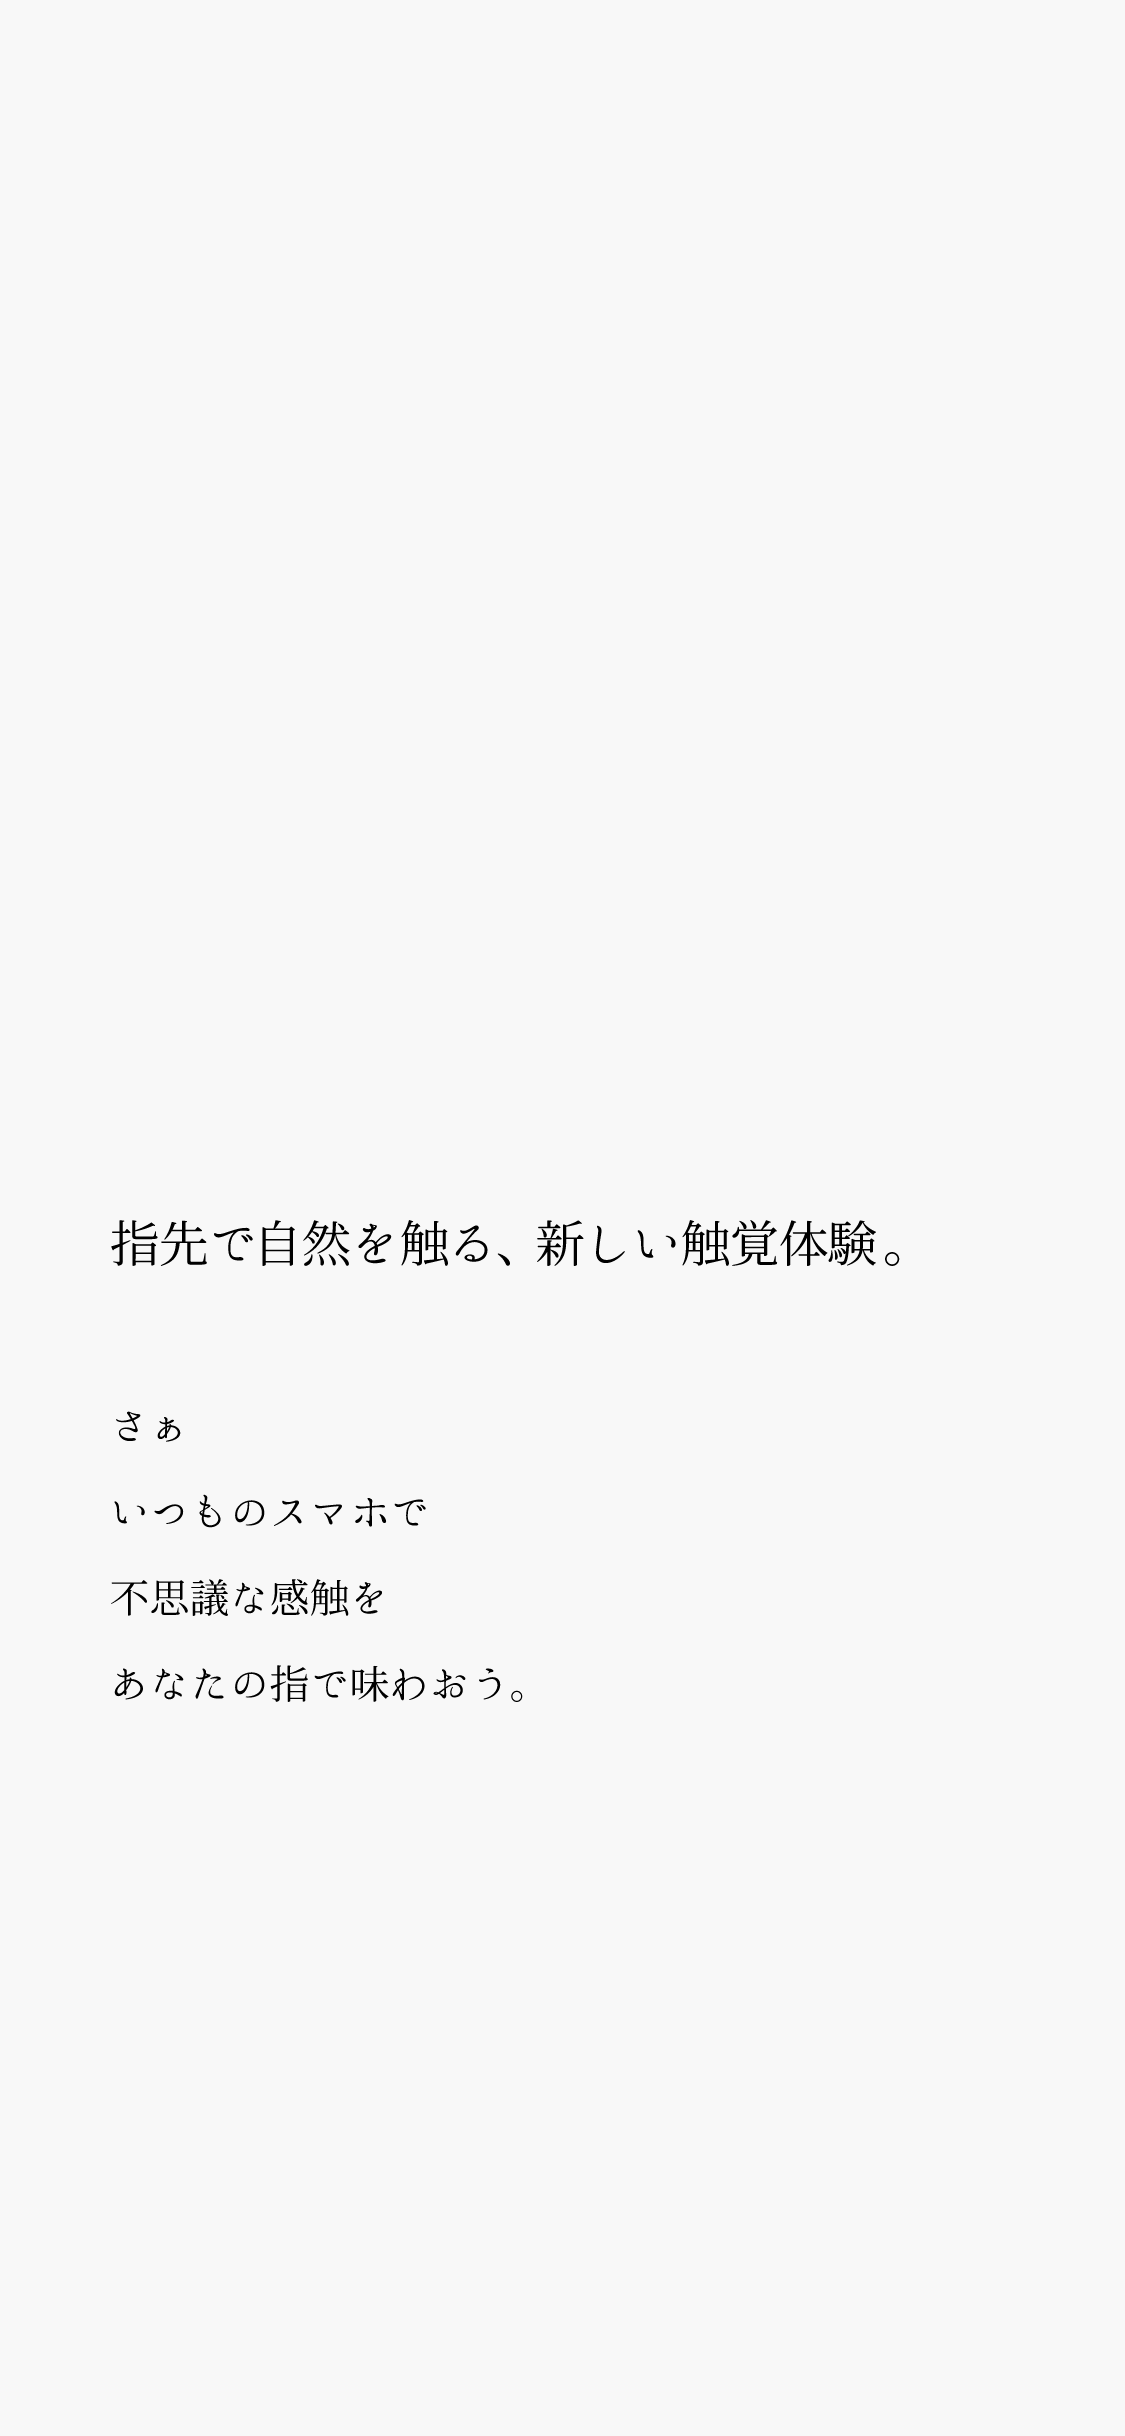 指先で自然を触る、新しい触覚体験。
さぁ
いつものスマホで
不思議な感触を
あなたの指で味わおう。